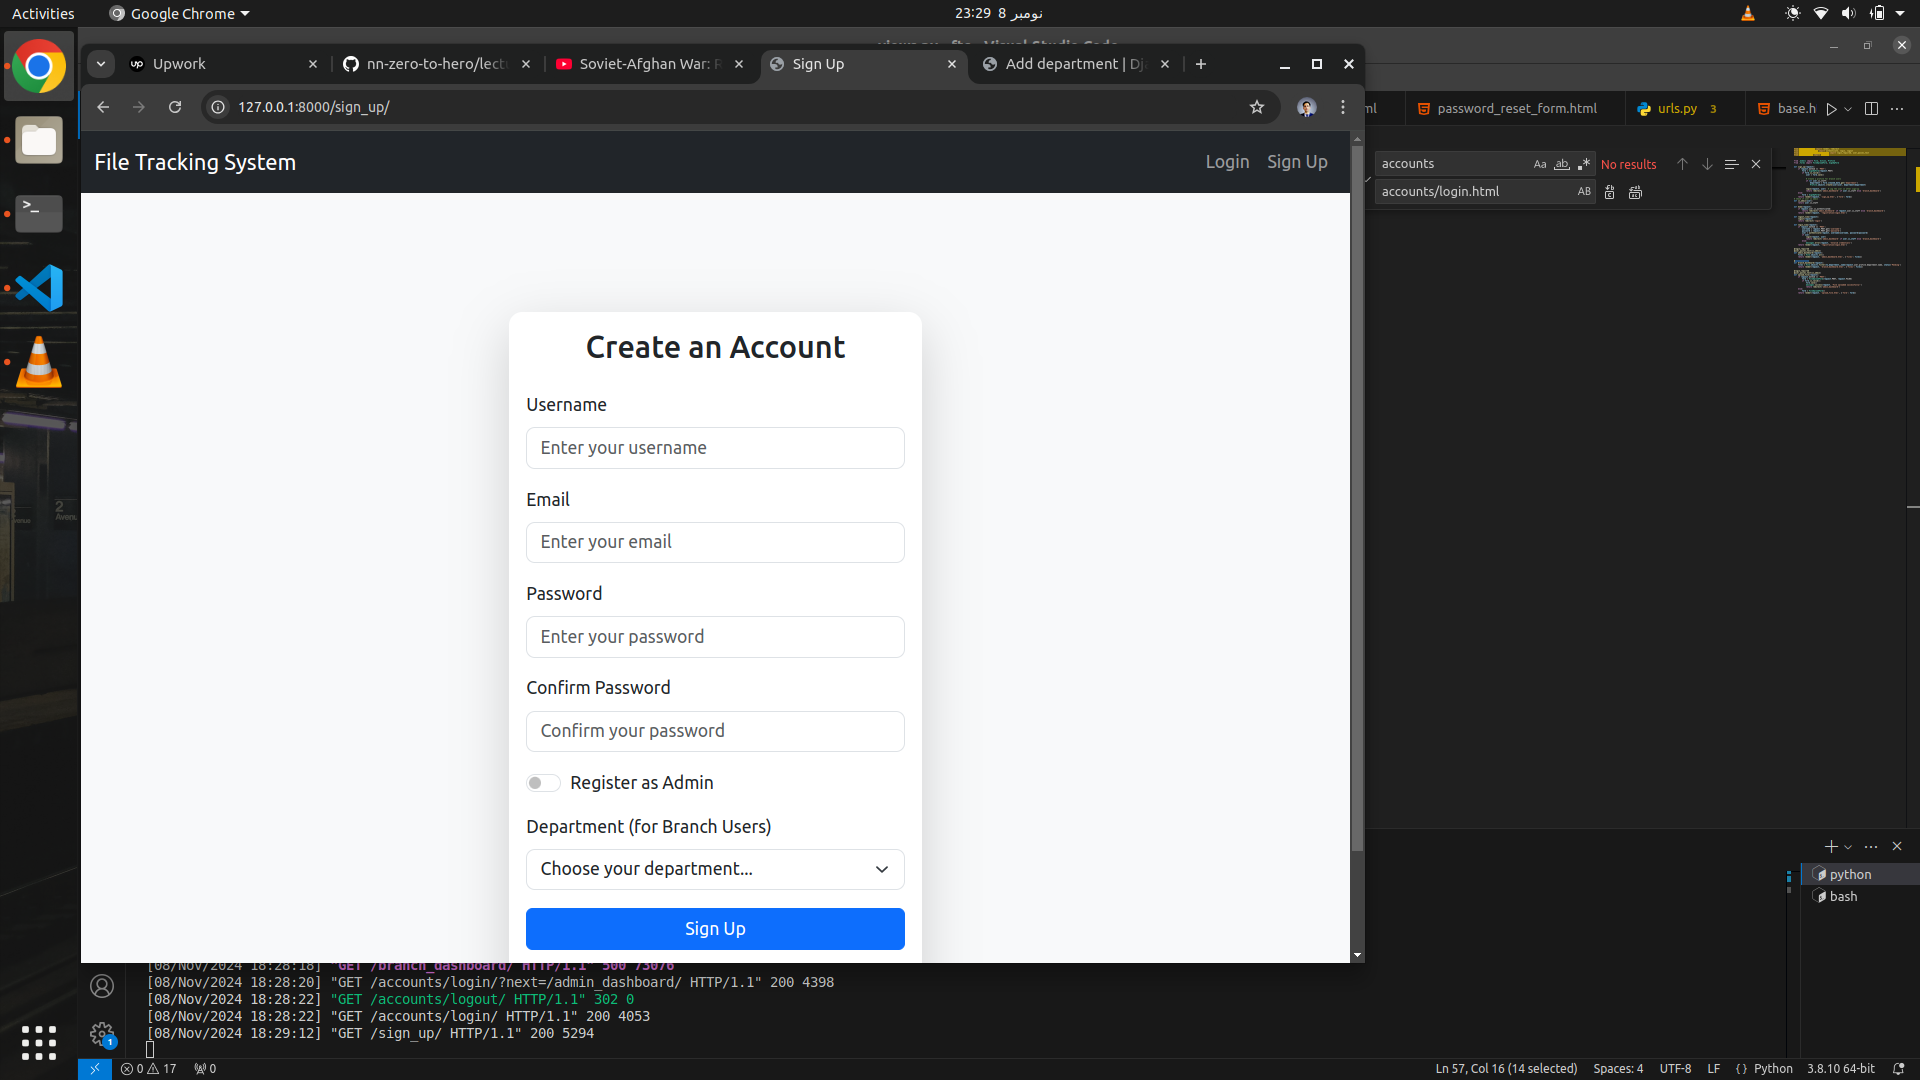 Activities
Google Chrome
23:29 8 نومبر
Upwork
nn-zero-to-hero/lectu
Soviet-Afghan War: R
Sign Up
Add department | Dja
127.0.0.1:8000/sign_up/
password_reset_form.html
urls.py 3
base.h
File Tracking System
Login
Sign Up
accounts
Aa
ab
No results
accounts/login.html
AB
Create an Account
Username
Enter your username
Email
Enter your email
Password
Enter your password
Confirm Password
Confirm your password
Register as Admin
Department (for Branch Users)
Choose your department...
Sign Up
python
bash
[08/Nov/2024 18:28:18] "GET /branch_dashboard/ HTTP/1.1" 500 73076
[08/Nov/2024 18:28:20] "GET /accounts/login/?next=/admin_dashboard/ HTTP/1.1" 200 4398
[08/Nov/2024 18:28:22] "GET /accounts/logout/ HTTP/1.1" 302 0
[08/Nov/2024 18:28:22] "GET /accounts/login/ HTTP/1.1" 200 4053
[08/Nov/2024 18:29:12] "GET /sign_up/ HTTP/1.1" 200 5294
1
0 17 0
Ln 57, Col 16 (14 selected)
Spaces: 4
UTF-8
LF
Python
3.8.10 64-bit